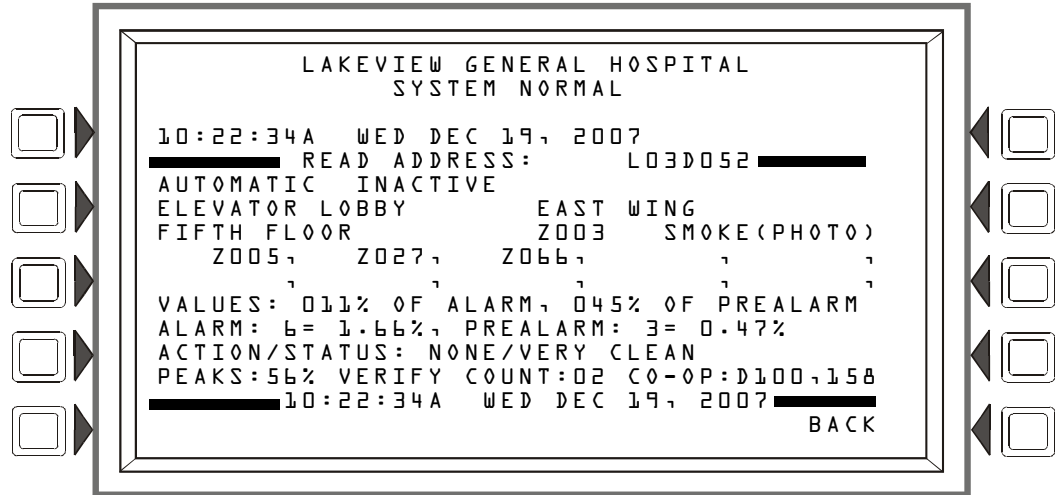 LAKEVIEW GENERAL HOSPITAL
SYSTEM NORMAL
10:22:34A WED DEC 19, 2007
READ ADDRESS: L03D052
AUTOMATIC INACTIVE
ELEVATOR LOBBY EAST WING
FIFTH FLOOR Z003 SMOKE(PHOTO)
Z005, Z027, Z066, , ,
, , , , ,
VALUES: 011% OF ALARM, 045% OF PREALARM
ALARM: 6= 1.66%, PREALARM: 3= 0.47%
ACTION/STATUS: NONE/VERY CLEAN
PEAKS:56% VERIFY COUNT:02 CO-OP:D100,158
10:22:34A WED DEC 19, 2007
BACK